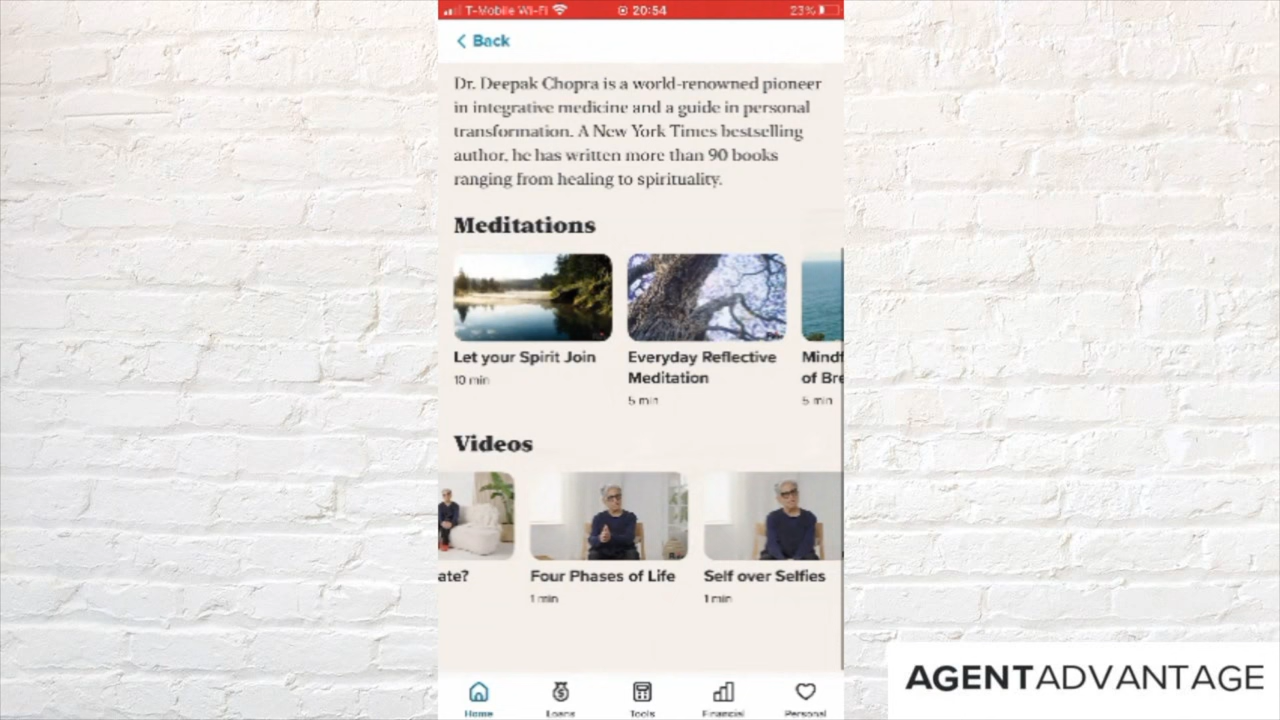 T-Mobile Wi-Fi 20:54 23%
Back
Dr. Deepak Chopra is a world-renowned pioneer
in integrative medicine and a guide in personal
transformation. A New York Times bestselling
author, he has written more than 90 books
ranging from healing to spirituality.
Meditations
Let your Spirit Join
10 min
Everyday Reflective
Meditation
5 min
Mindf
of Bre
5 min
Videos
ate?
Four Phases of Life
1 min
Self over Selfies
1 min
Home Loans Tools Financial Personal
AGENTADVANTAGE